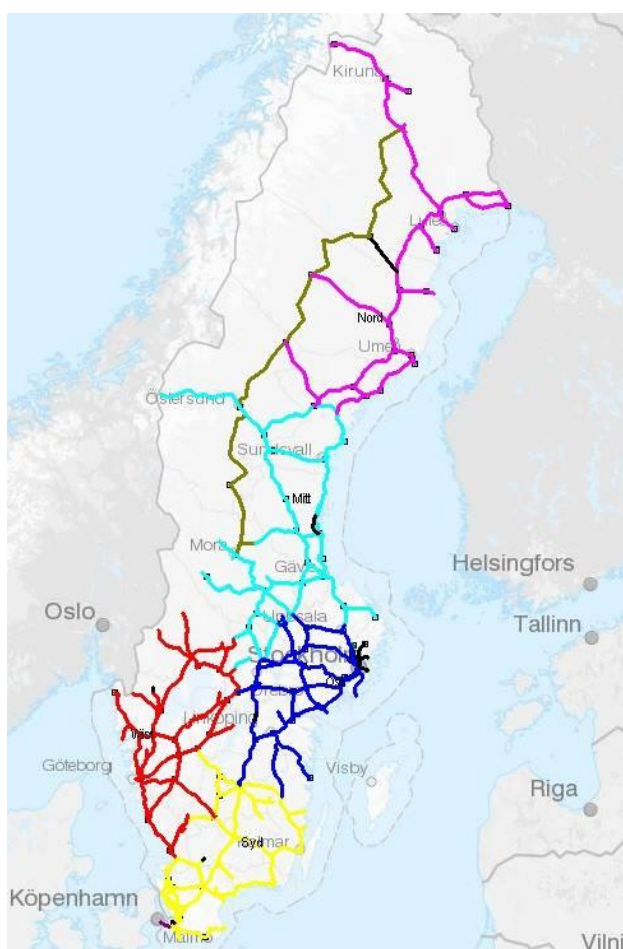 Kiruna
Luleå
Nord
Umeå
Östersund
Sundsvall
Mitt
Mora
Gävle
Helsingfors
Oslo
Uppsala
Tallinn
Stockholm
Linköping
Göteborg
Visby
Riga
Kalmar
Syd
Köpenhamn
Malmö
Vilni